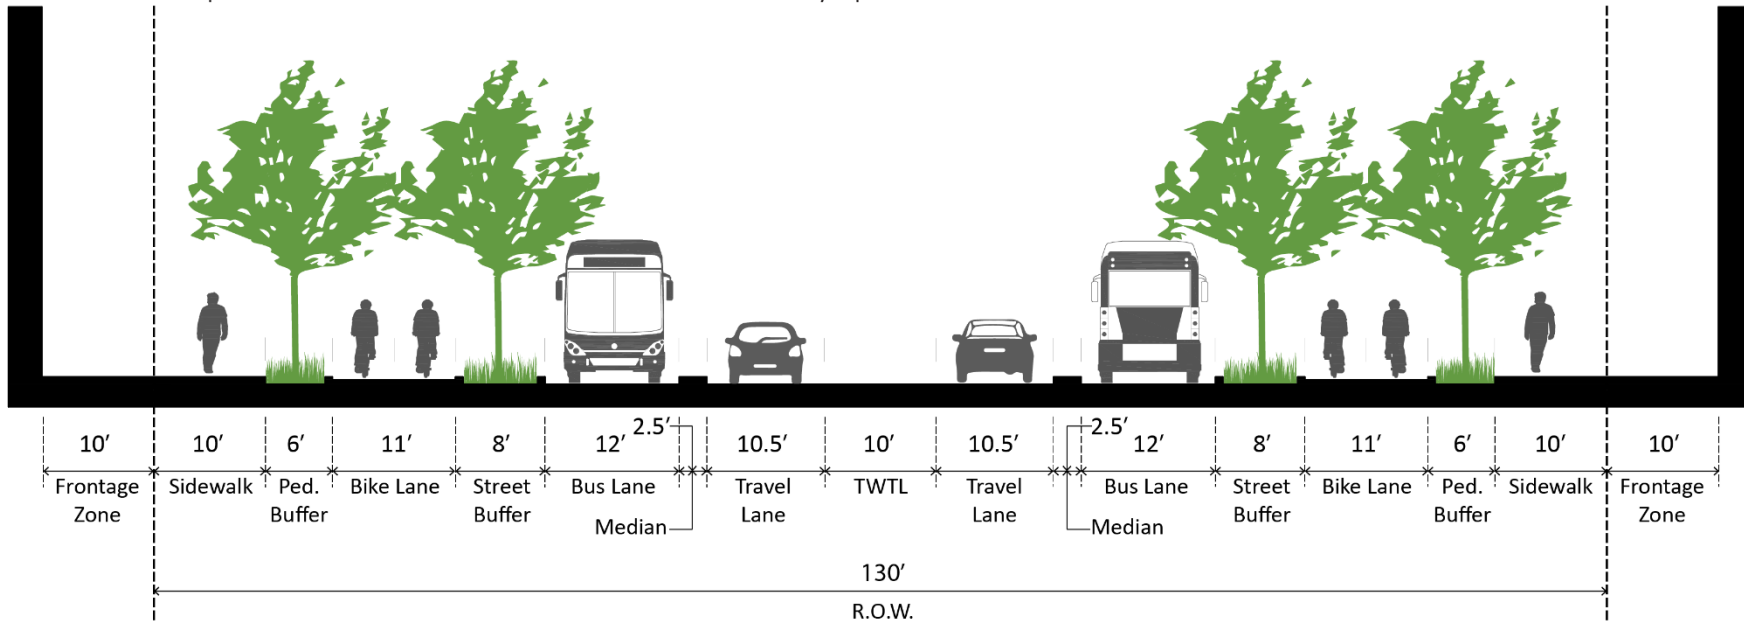 10′ 10′ 6′ 11′ 8′ 12′ 2.5′ 10.5′ 10′ 10.5′ 2.5′ 12′ 8′ 11′ 6′ 10′ 10′
Frontage Sidewalk Ped. Bike Lane Street Bus Lane Travel TWTL Travel Bus Lane Street Bike Lane Ped. Sidewalk Frontage
Zone Buffer Buffer Lane Lane Buffer Buffer Zone
Median Median
130′
R.O.W.